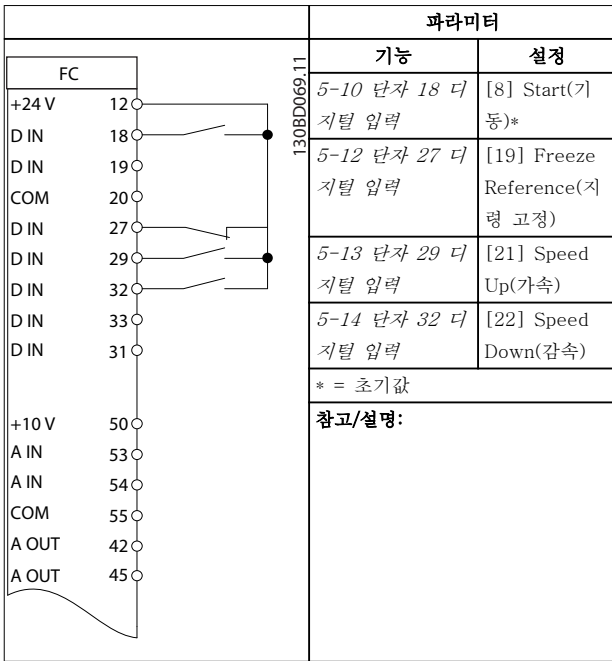 파라미터
기능 설정
FC
130BD069.11
+24 V 12
D IN 18
D IN 19
COM 20
D IN 27
D IN 29
D IN 32
D IN 33
D IN 31
+10 V 50
A IN 53
A IN 54
COM 55
A OUT 42
A OUT 45
5-10 단자 18 디
지털 입력
[8] Start(기
동)*
5-12 단자 27 디
지털 입력
[19] Freeze
Reference(지
령 고정)
5-13 단자 29 디
지털 입력
[21] Speed
Up(가속)
5-14 단자 32 디
지털 입력
[22] Speed
Down(감속)
* = 초기값
참고/설명: